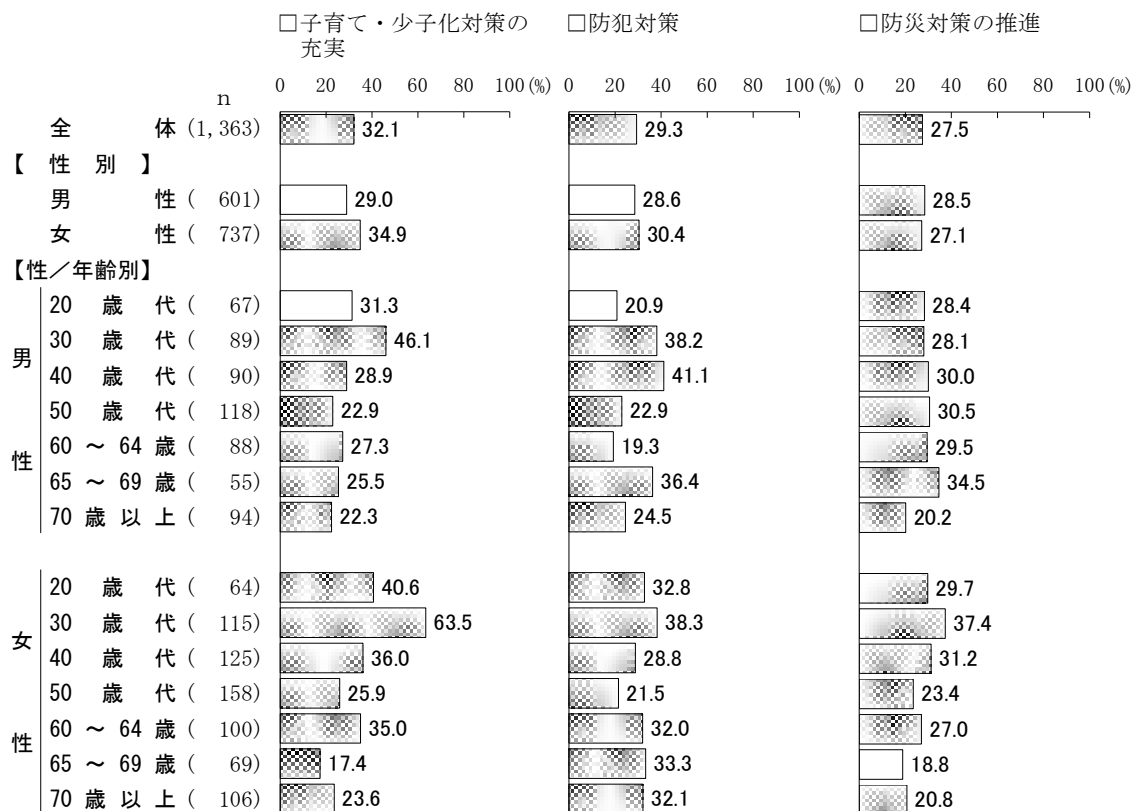 □子育て・少子化対策の充実 □防犯対策 □防災対策の推進
n 0 20 40 60 80 100(%) 0 20 40 60 80 100(%) 0 20 40 60 80 100(%)
全体(1,363) 32.1 29.3 27.5
【性別】
男性(601) 29.0 28.6 28.5
女性(737) 34.9 30.4 27.1
【性/年齢別】
男性
20歳代(67) 31.3 20.9 28.4
30歳代(89) 46.1 38.2 28.1
40歳代(90) 28.9 41.1 30.0
50歳代(118) 22.9 22.9 30.5
60~64歳(88) 27.3 19.3 29.5
65~69歳(55) 25.5 36.4 34.5
70歳以上(94) 22.3 24.5 20.2
女性
20歳代(64) 40.6 32.8 29.7
30歳代(115) 63.5 38.3 37.4
40歳代(125) 36.0 28.8 31.2
50歳代(158) 25.9 21.5 23.4
60~64歳(100) 35.0 32.0 27.0
65~69歳(69) 17.4 33.3 18.8
70歳以上(106) 23.6 32.1 20.8